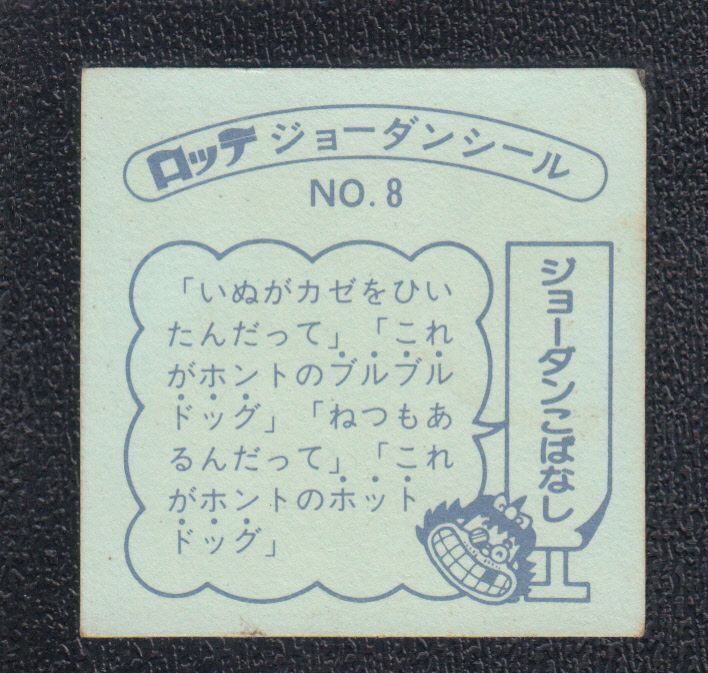 ロッテ ジョーダンシール
NO. 8
ジョーダンこばなし
「いぬがカゼをひい
たんだって」「これ
がホントのブルブル
ドッグ」「ねつもあ
るんだって」「これ
がホントのホット
ドッグ」